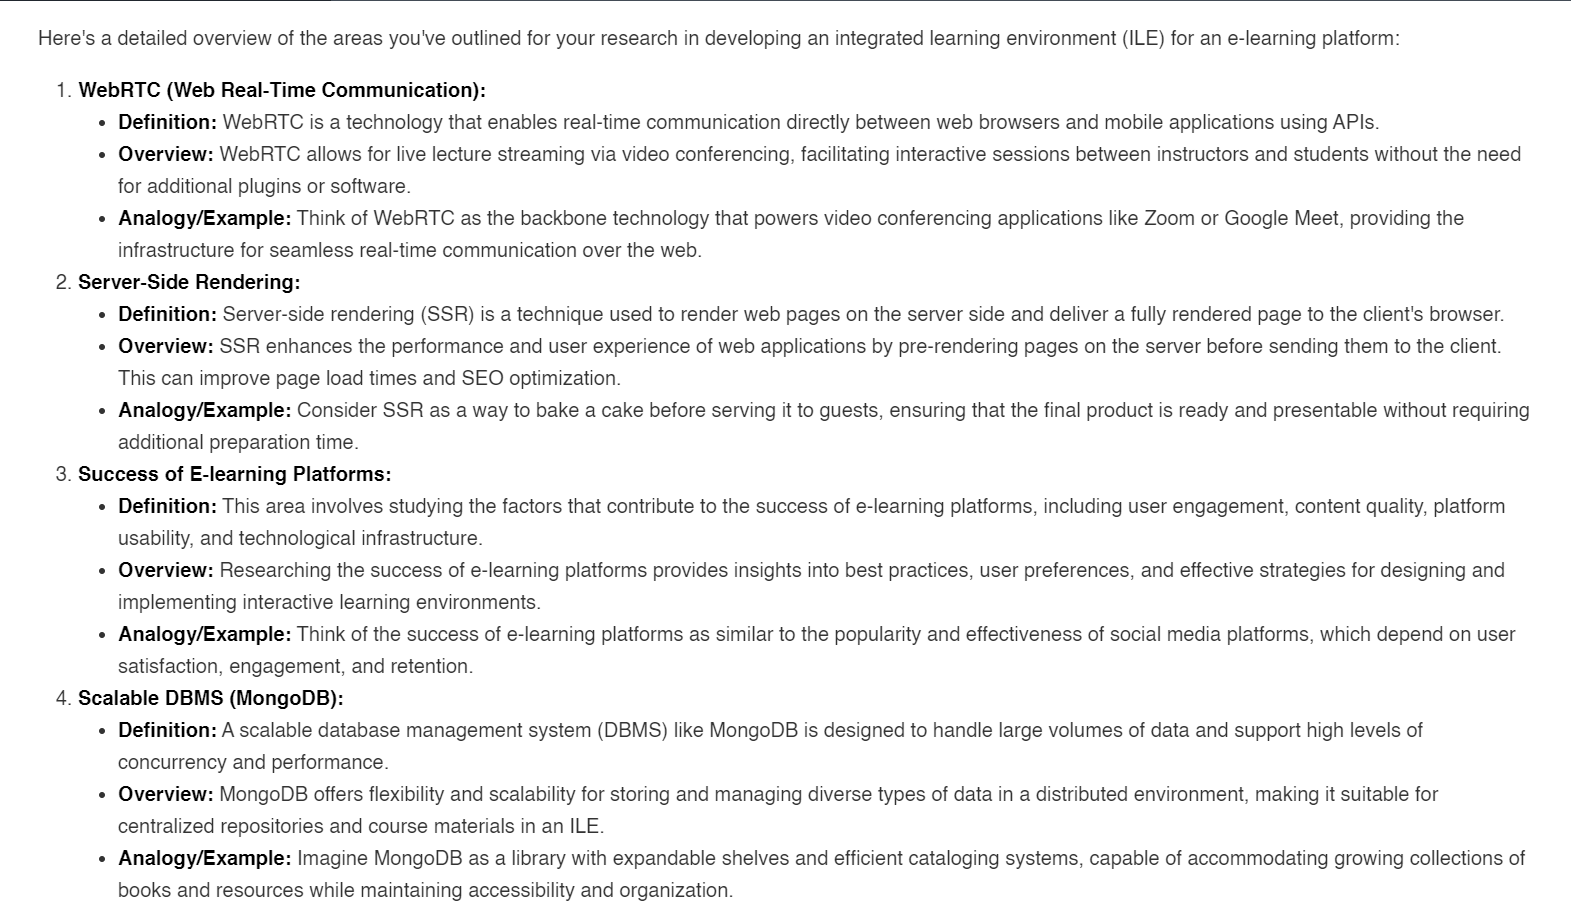 Here's a detailed overview of the areas you've outlined for your research in developing an integrated learning environment (ILE) for an e-learning platform:
1. WebRTC (Web Real-Time Communication):
• Definition: WebRTC is a technology that enables real-time communication directly between web browsers and mobile applications using APIs.
• Overview: WebRTC allows for live lecture streaming via video conferencing, facilitating interactive sessions between instructors and students without the need
for additional plugins or software.
• Analogy/Example: Think of WebRTC as the backbone technology that powers video conferencing applications like Zoom or Google Meet, providing the
infrastructure for seamless real-time communication over the web.
2. Server-Side Rendering:
• Definition: Server-side rendering (SSR) is a technique used to render web pages on the server side and deliver a fully rendered page to the client's browser.
• Overview: SSR enhances the performance and user experience of web applications by pre-rendering pages on the server before sending them to the client.
This can improve page load times and SEO optimization.
• Analogy/Example: Consider SSR as a way to bake a cake before serving it to guests, ensuring that the final product is ready and presentable without requiring
additional preparation time.
3. Success of E-learning Platforms:
• Definition: This area involves studying the factors that contribute to the success of e-learning platforms, including user engagement, content quality, platform
usability, and technological infrastructure.
• Overview: Researching the success of e-learning platforms provides insights into best practices, user preferences, and effective strategies for designing and
implementing interactive learning environments.
• Analogy/Example: Think of the success of e-learning platforms as similar to the popularity and effectiveness of social media platforms, which depend on user
satisfaction, engagement, and retention.
4. Scalable DBMS (MongoDB):
• Definition: A scalable database management system (DBMS) like MongoDB is designed to handle large volumes of data and support high levels of
concurrency and performance.
• Overview: MongoDB offers flexibility and scalability for storing and managing diverse types of data in a distributed environment, making it suitable for
centralized repositories and course materials in an ILE.
• Analogy/Example: Imagine MongoDB as a library with expandable shelves and efficient cataloging systems, capable of accommodating growing collections of
books and resources while maintaining accessibility and organization.